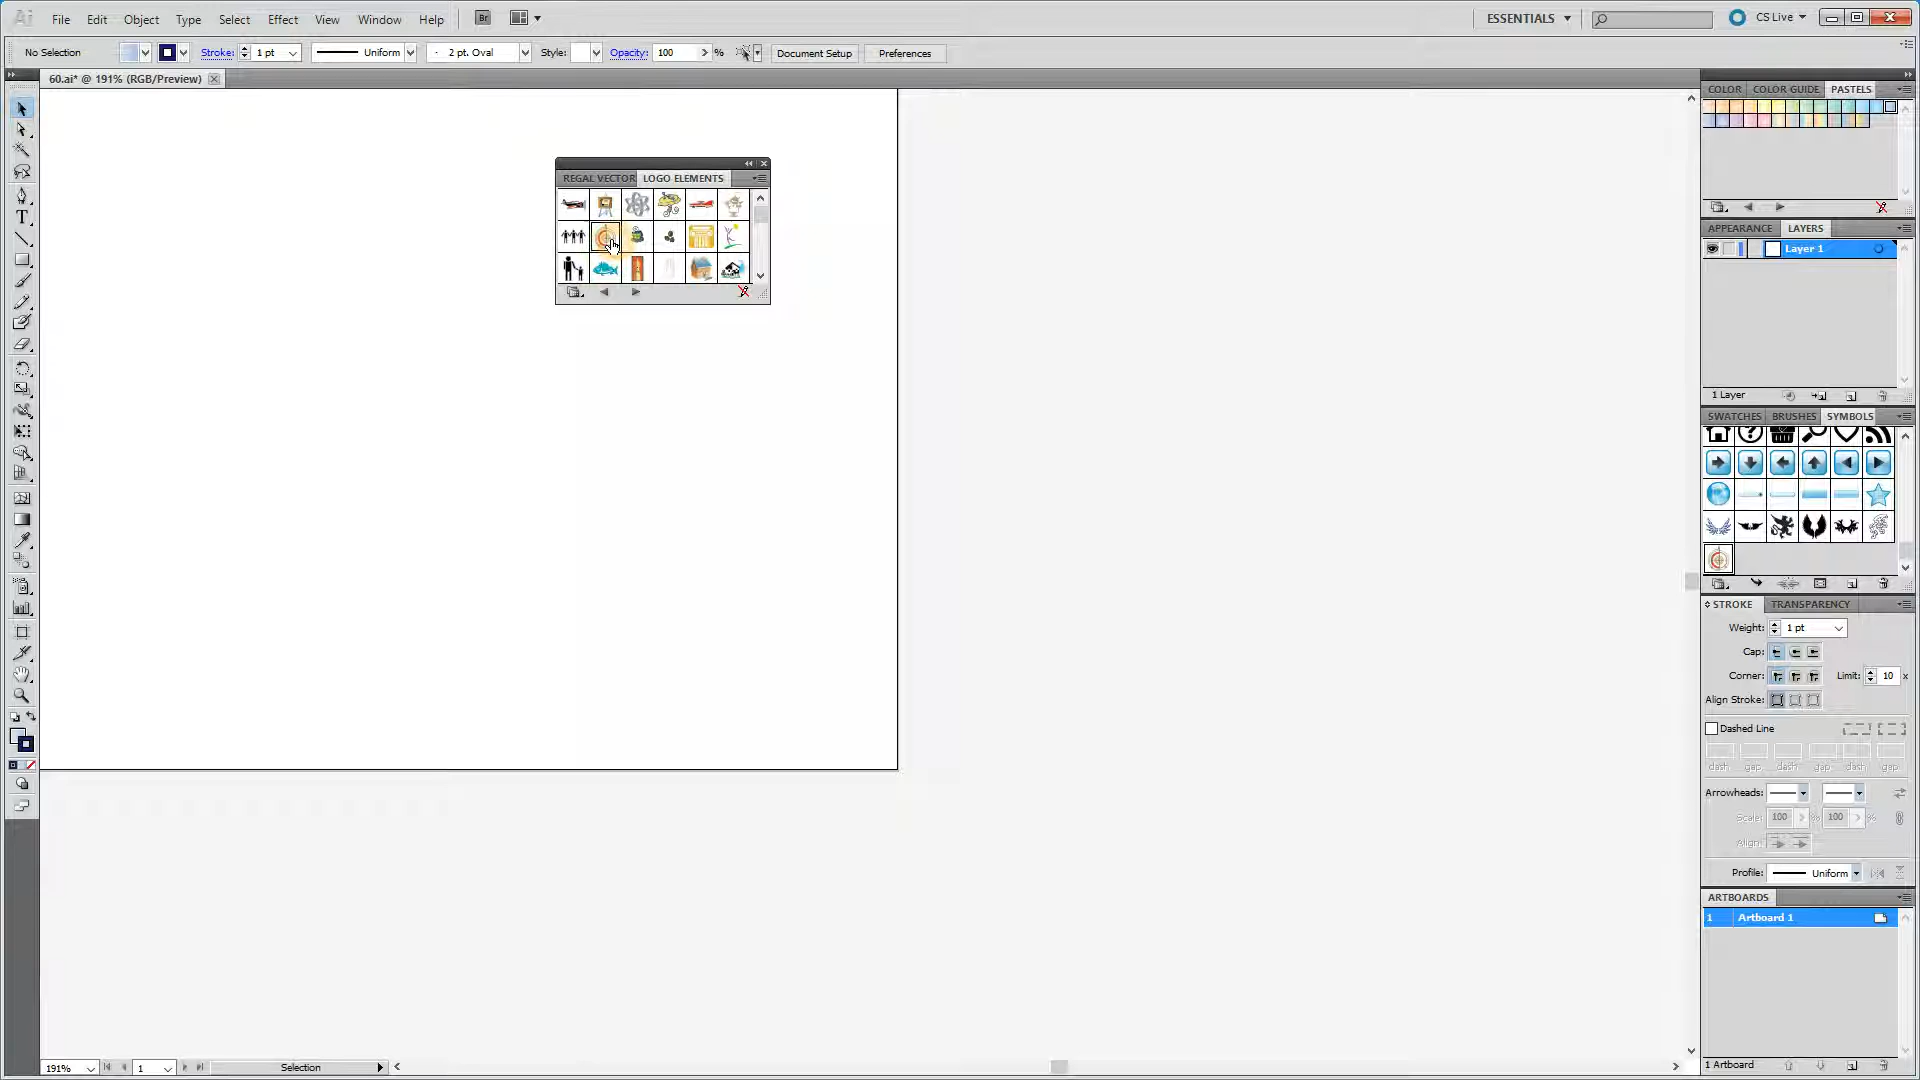 Ai File Edit Object Type Select Effect View Window Help Br ESSENTIALS CS Live
No Selection Stroke: 1 pt Uniform 2 pt. Oval Style: Opacity: 100 % Document Setup Preferences
60.ai* @ 191% (RGB/Preview)
COLOR COLOR GUIDE PASTELS
REGAL VECTOR LOGO ELEMENTS
APPEARANCE LAYERS
Layer 1
1 Layer
SWATCHES BRUSHES SYMBOLS
STROKE TRANSPARENCY
Weight: 1 pt
Cap:
Corner: Limit: 10 x
Align Stroke:
Dashed Line
dash gap dash gap dash gap
Arrowheads:
Scale: 100 % 100 %
Align:
Profile: Uniform
ARTBOARDS
1 Artboard 1
1 Artboard
191% 1 Selection